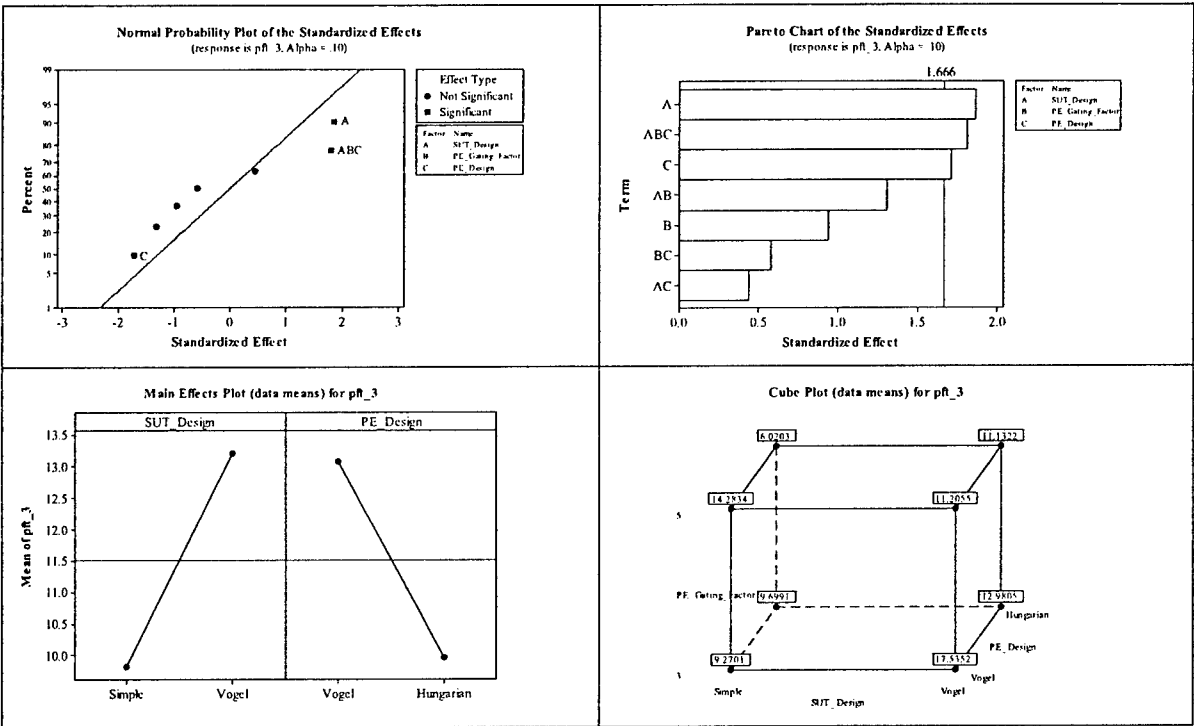 Normal Probability Plot of the Standardized Effects
(response is pft_3, Alpha = .10)
99
95
90
80
70
60
50
40
30
20
10
5
1
Percent
A
ABC
C
-3 -2 -1 0 1 2 3
Standardized Effect
Effect Type
Not Significant
Significant
Factor Name
A SUT_Design
B PE_Gating_Factor
C PE_Design
Pareto Chart of the Standardized Effects
(response is pft_3, Alpha = .10)
1.666
Term
A
ABC
C
AB
B
BC
AC
0.0 0.5 1.0 1.5 2.0
Standardized Effect
Factor Name
A SUT_Design
B PE_Gating_Factor
C PE_Design
Main Effects Plot (data means) for pft_3
SUT_Design PE_Design
13.5
13.0
12.5
12.0
11.5
11.0
10.5
10.0
Mean of pft_3
Simple Vogel Vogel Hungarian
Cube Plot (data means) for pft_3
6.0203 11.1322
14.2834 11.2055
5
PE_Gating_Factor
9.6991 12.9805
Hungarian
PE_Design
9.2701 17.5352
3
Vogel
Simple Vogel
SUT_Design